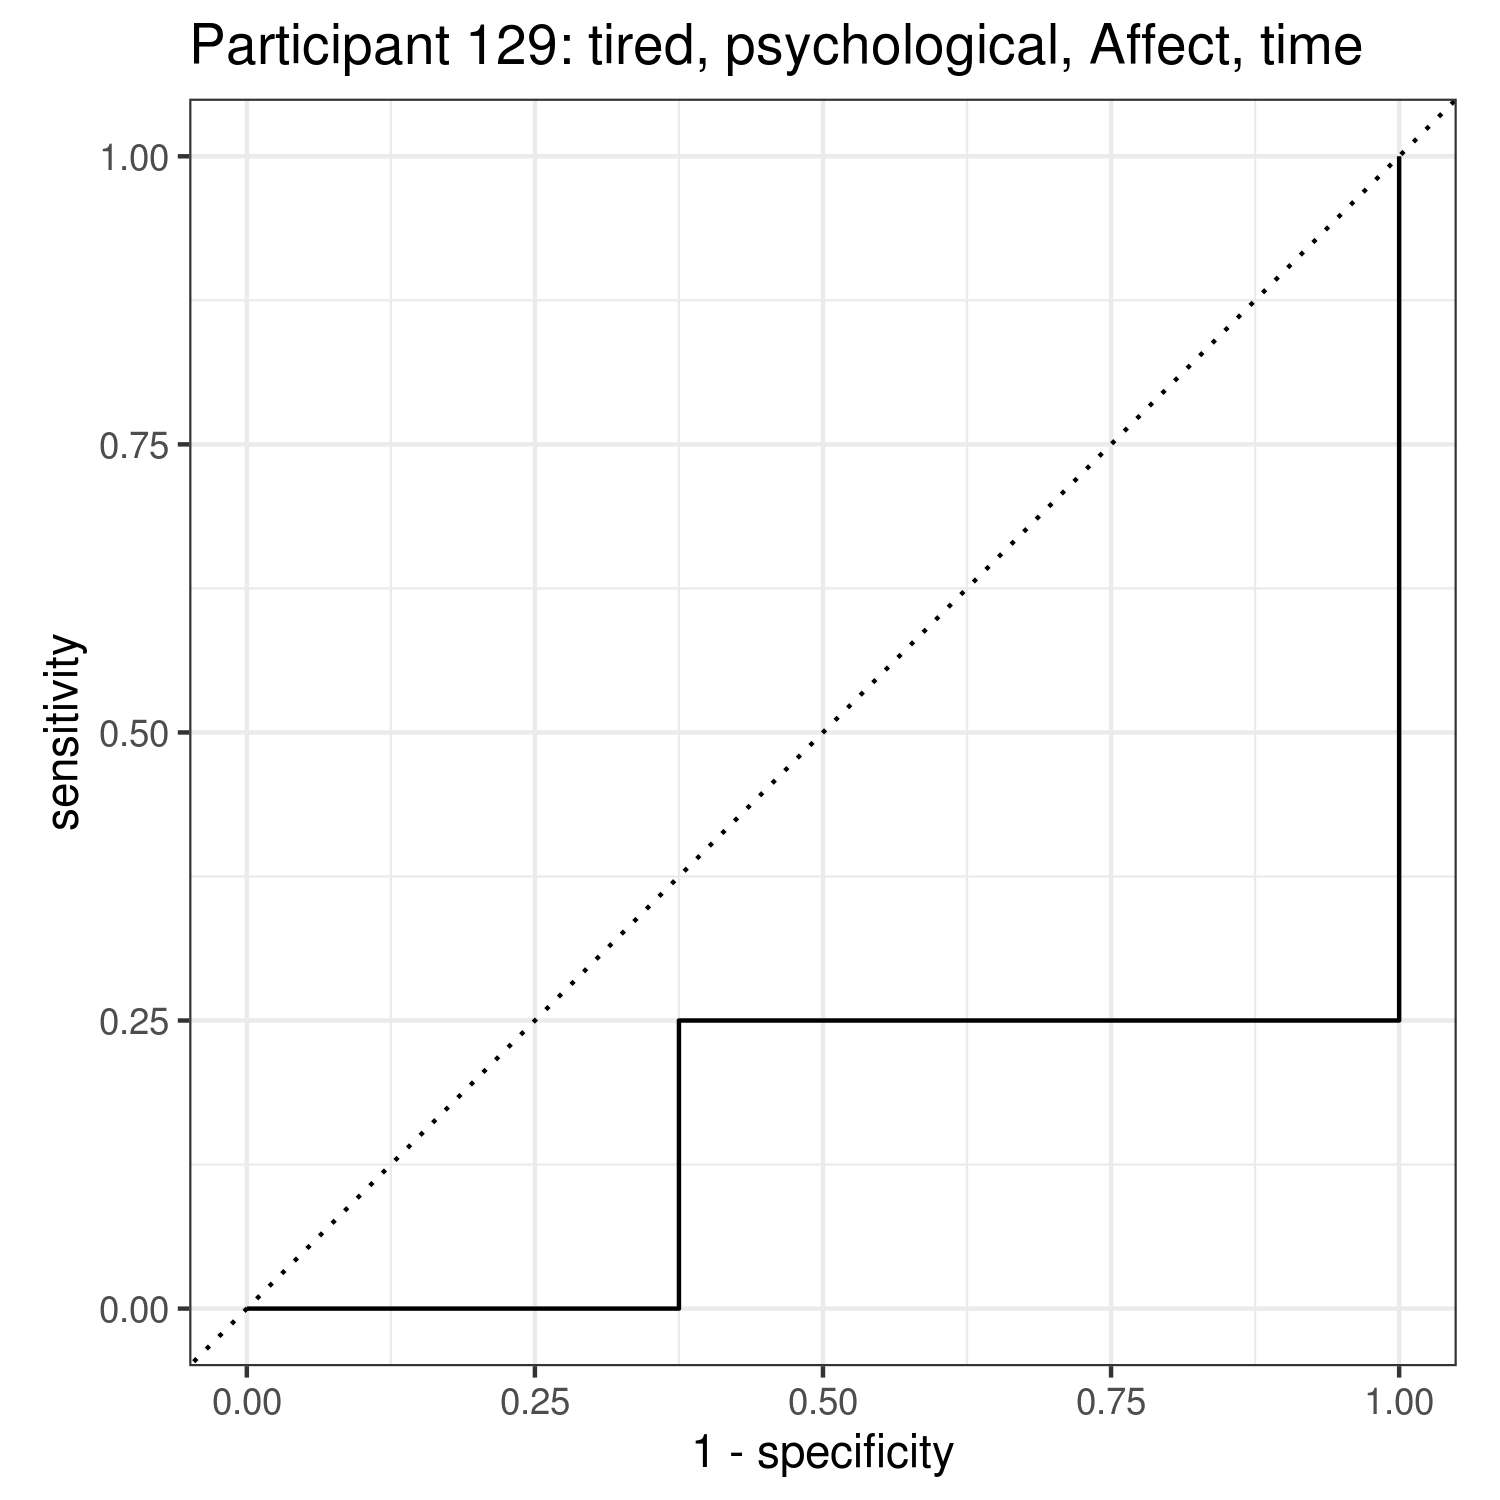 Participant 129: tired, psychological, Affect, time
1.00
0.75
0.50
0.25
0.00
sensitivity
0.00 0.25 0.50 0.75 1.00
1 - specificity